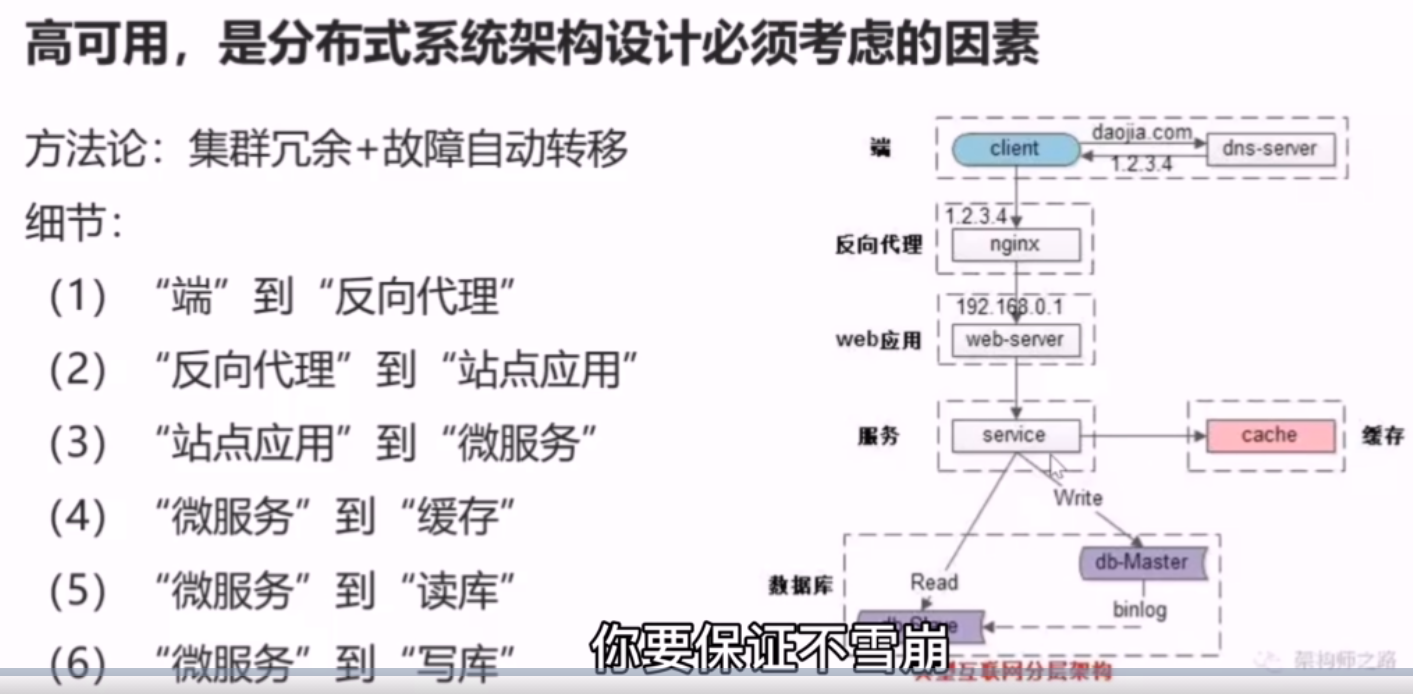 高可用，是分布式系统架构设计必须考虑的因素
方法论：集群冗余+故障自动转移
细节：
（1） “端”到“反向代理”
（2） “反向代理”到“站点应用”
（3） “站点应用”到“微服务”
（4） “微服务”到“缓存”
（5） “微服务”到“读库”
（6） “微服务”到“写库”
端
client
daojia.com
1.2.3.4
dns-server
反向代理
1.2.3.4
nginx
web应用
192.168.0.1
web-server
服务
service
cache
缓存
Write
数据库
Read
db-Master
binlog
你要保证不雪崩
互联网分层架构
架构师之路